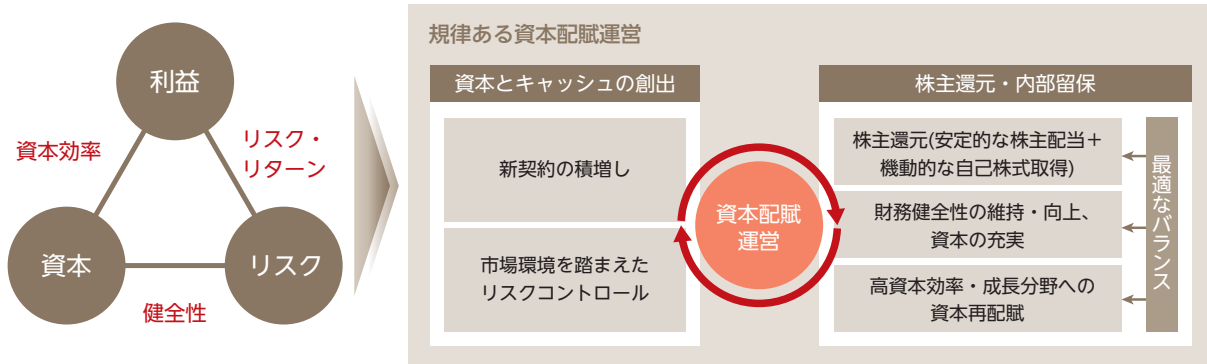 利益
資本効率
リスク・
リターン
資本
リスク
健全性
規律ある資本配賦運営
資本とキャッシュの創出
新契約の積増し
市場環境を踏まえた
リスクコントロール
資本配賦
運営
株主還元・内部留保
株主還元(安定的な株主配当＋
機動的な自己株式取得)
財務健全性の維持・向上、
資本の充実
高資本効率・成長分野への
資本再配賦
最適なバランス